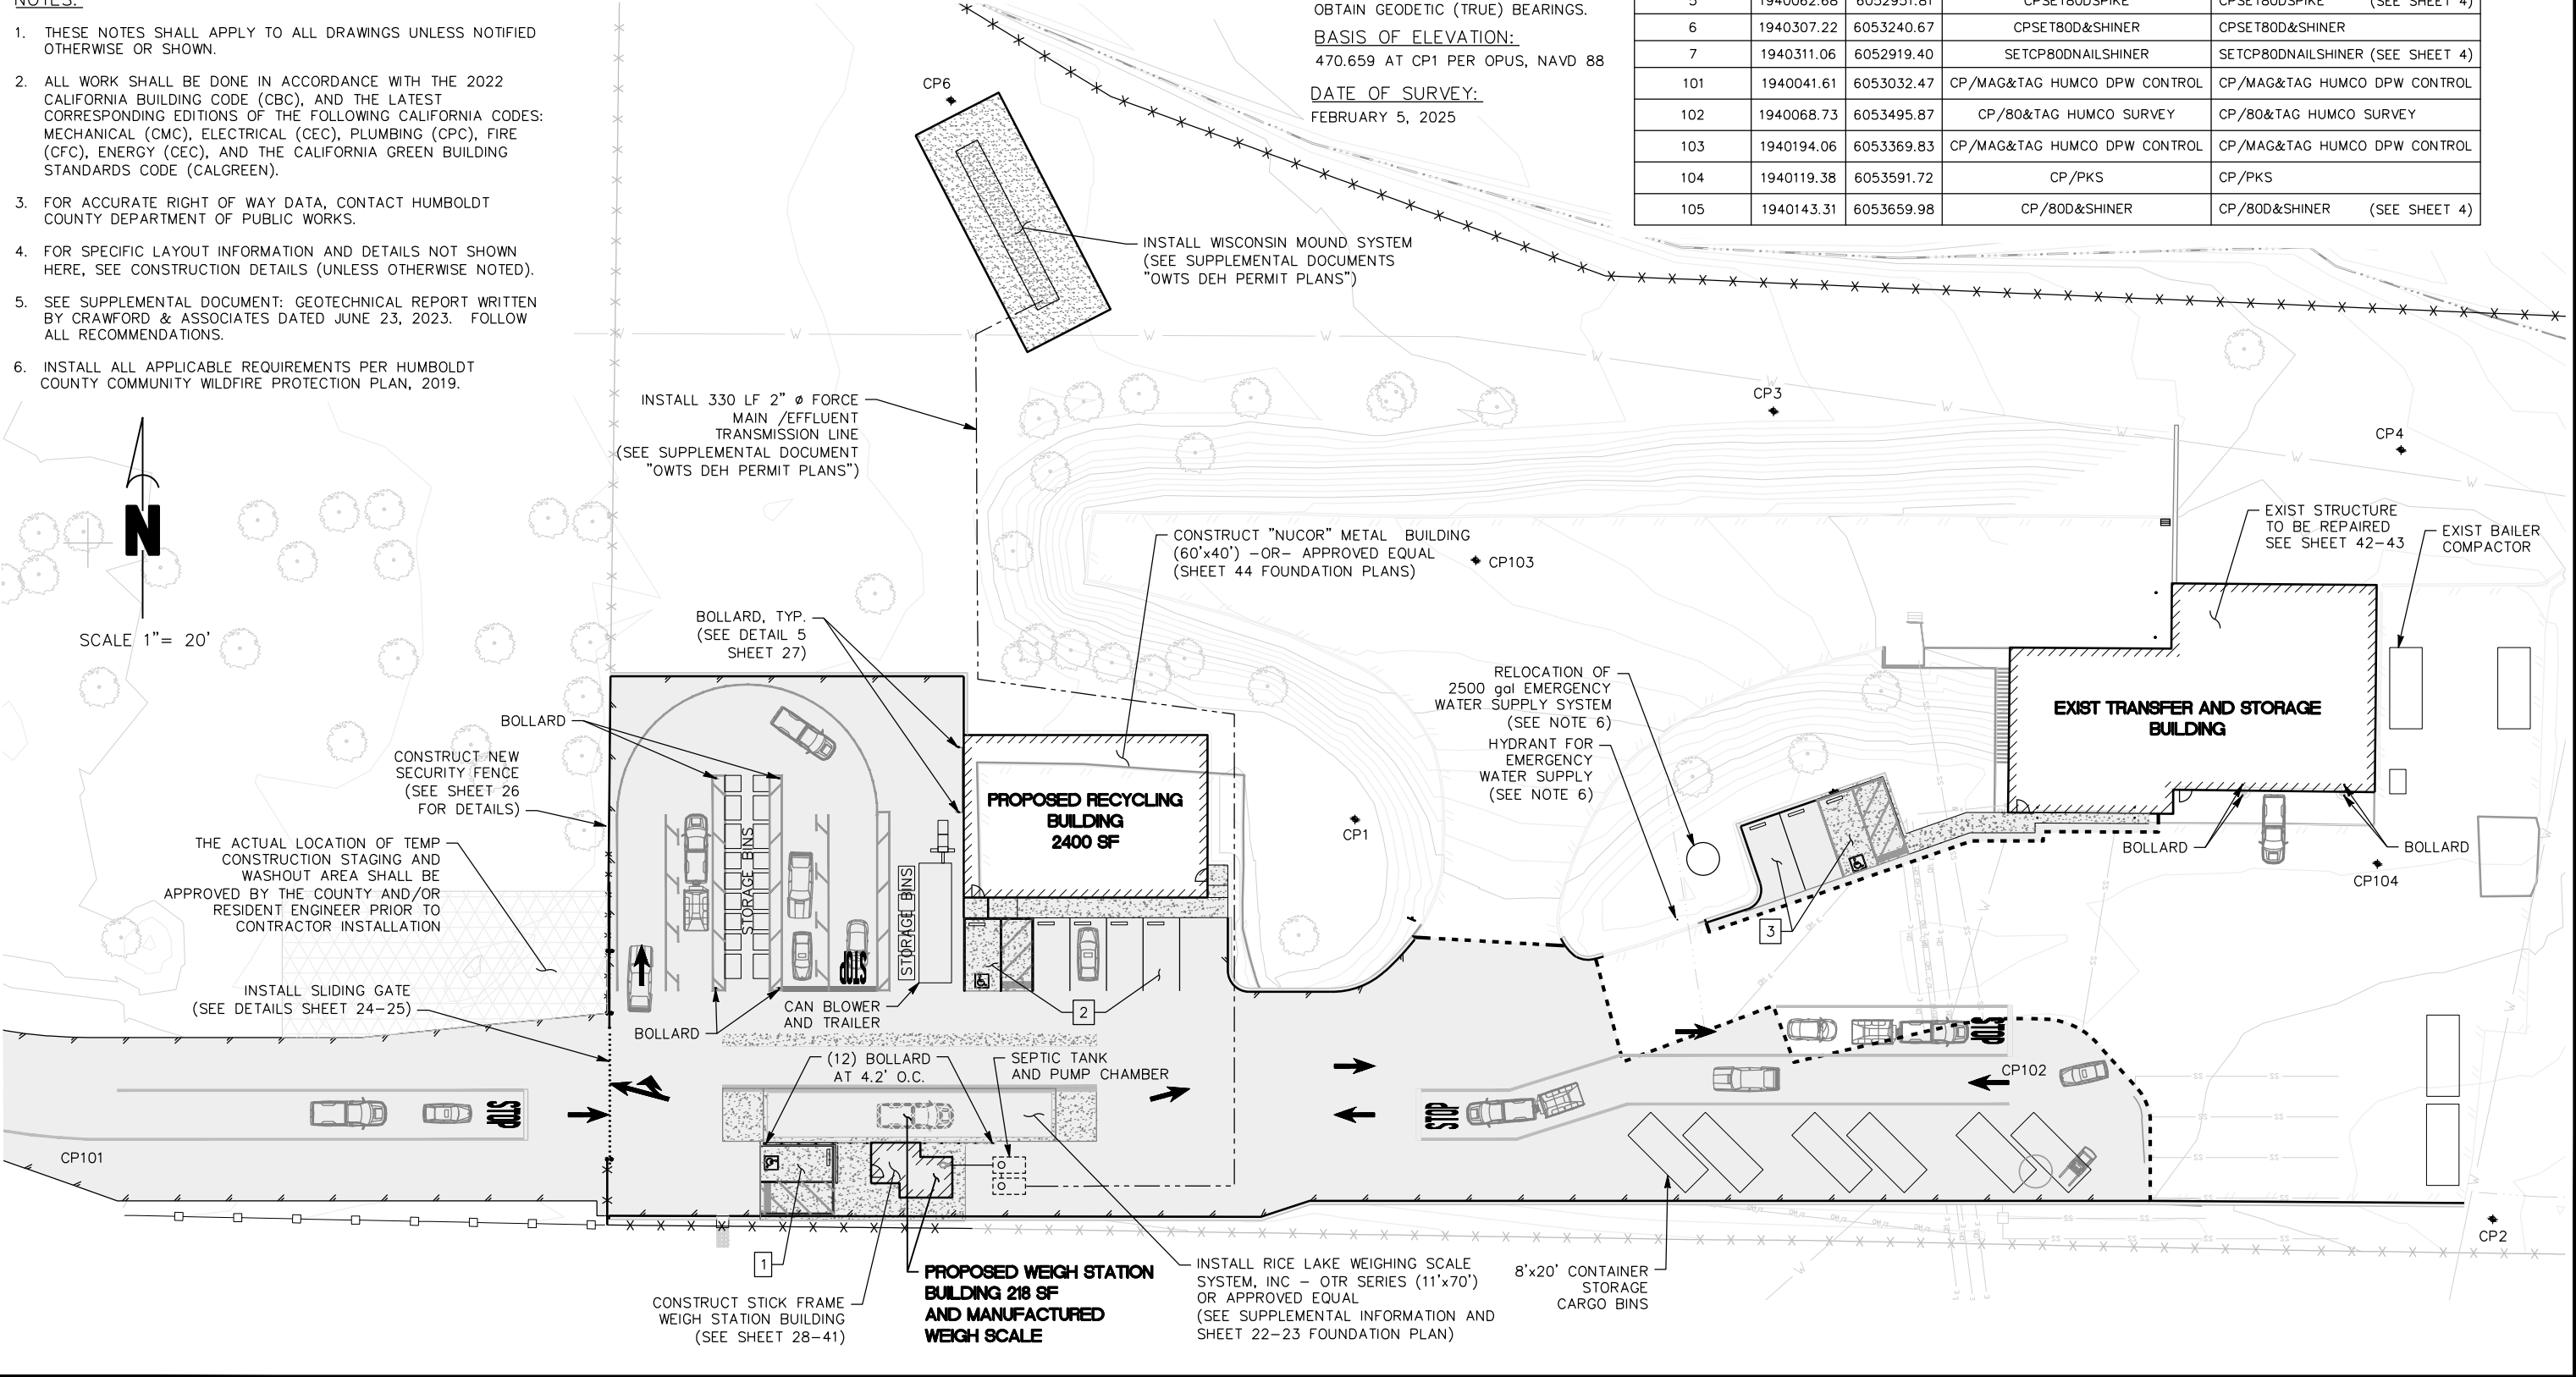 NOTES:
1. THESE NOTES SHALL APPLY TO ALL DRAWINGS UNLESS NOTIFIED
OTHERWISE OR SHOWN.
2. ALL WORK SHALL BE DONE IN ACCORDANCE WITH THE 2022
CALIFORNIA BUILDING CODE (CBC), AND THE LATEST
CORRESPONDING EDITIONS OF THE FOLLOWING CALIFORNIA CODES:
MECHANICAL (CMC), ELECTRICAL (CEC), PLUMBING (CPC), FIRE
(CFC), ENERGY (CEC), AND THE CALIFORNIA GREEN BUILDING
STANDARDS CODE (CALGREEN).
3. FOR ACCURATE RIGHT OF WAY DATA, CONTACT HUMBOLDT
COUNTY DEPARTMENT OF PUBLIC WORKS.
4. FOR SPECIFIC LAYOUT INFORMATION AND DETAILS NOT SHOWN
HERE, SEE CONSTRUCTION DETAILS (UNLESS OTHERWISE NOTED).
5. SEE SUPPLEMENTAL DOCUMENT: GEOTECHNICAL REPORT WRITTEN
BY CRAWFORD & ASSOCIATES DATED JUNE 23, 2023. FOLLOW
ALL RECOMMENDATIONS.
6. INSTALL ALL APPLICABLE REQUIREMENTS PER HUMBOLDT
COUNTY COMMUNITY WILDFIRE PROTECTION PLAN, 2019.
N
SCALE 1"= 20'
OBTAIN GEODETIC (TRUE) BEARINGS.
BASIS OF ELEVATION:
470.659 AT CP1 PER OPUS, NAVD 88
DATE OF SURVEY:
FEBRUARY 5, 2025
5 1940062.68 6052951.81 CPSET80DSPIKE CPSET80DSPIKE (SEE SHEET 4)
6 1940307.22 6053240.67 CPSET80D&SHINER CPSET80D&SHINER
7 1940311.06 6052919.40 SETCP80DNAILSHINER SETCP80DNAILSHINER (SEE SHEET 4)
101 1940041.61 6053032.47 CP/MAG&TAG HUMCO DPW CONTROL CP/MAG&TAG HUMCO DPW CONTROL
102 1940068.73 6053495.87 CP/80&TAG HUMCO SURVEY CP/80&TAG HUMCO SURVEY
103 1940194.06 6053369.83 CP/MAG&TAG HUMCO DPW CONTROL CP/MAG&TAG HUMCO DPW CONTROL
104 1940119.38 6053591.72 CP/PKS CP/PKS
105 1940143.31 6053659.98 CP/80D&SHINER CP/80D&SHINER (SEE SHEET 4)
CP6
INSTALL WISCONSIN MOUND SYSTEM
(SEE SUPPLEMENTAL DOCUMENTS
"OWTS DEH PERMIT PLANS")
INSTALL 330 LF 2" ø FORCE
MAIN /EFFLUENT
TRANSMISSION LINE
(SEE SUPPLEMENTAL DOCUMENT
"OWTS DEH PERMIT PLANS")
CP3
CP4
CONSTRUCT "NUCOR" METAL BUILDING
(60'x40') -OR- APPROVED EQUAL
(SHEET 44 FOUNDATION PLANS)
CP103
EXIST STRUCTURE
TO BE REPAIRED
SEE SHEET 42-43
EXIST BAILER
COMPACTOR
BOLLARD, TYP.
(SEE DETAIL 5
SHEET 27)
RELOCATION OF
2500 gal EMERGENCY
WATER SUPPLY SYSTEM
(SEE NOTE 6)
HYDRANT FOR
EMERGENCY
WATER SUPPLY
(SEE NOTE 6)
EXIST TRANSFER AND STORAGE
BUILDING
BOLLARD
CONSTRUCT NEW
SECURITY FENCE
(SEE SHEET 26
FOR DETAILS)
PROPOSED RECYCLING
BUILDING
2400 SF
CP1
BOLLARD
BOLLARD
CP104
THE ACTUAL LOCATION OF TEMP
CONSTRUCTION STAGING AND
WASHOUT AREA SHALL BE
APPROVED BY THE COUNTY AND/OR
RESIDENT ENGINEER PRIOR TO
CONTRACTOR INSTALLATION
STORAGE BINS
STORAGE BINS
STOP
3
INSTALL SLIDING GATE
(SEE DETAILS SHEET 24-25)
CAN BLOWER
AND TRAILER
2
BOLLARD
(12) BOLLARD
AT 4.2' O.C.
SEPTIC TANK
AND PUMP CHAMBER
STOP
CP102
STOP
STOP
CP101
1
CP2
CONSTRUCT STICK FRAME
WEIGH STATION BUILDING
(SEE SHEET 28-41)
PROPOSED WEIGH STATION
BUILDING 218 SF
AND MANUFACTURED
WEIGH SCALE
INSTALL RICE LAKE WEIGHING SCALE
SYSTEM, INC - OTR SERIES (11'x70')
OR APPROVED EQUAL
(SEE SUPPLEMENTAL INFORMATION AND
SHEET 22-23 FOUNDATION PLAN)
8'x20' CONTAINER
STORAGE
CARGO BINS